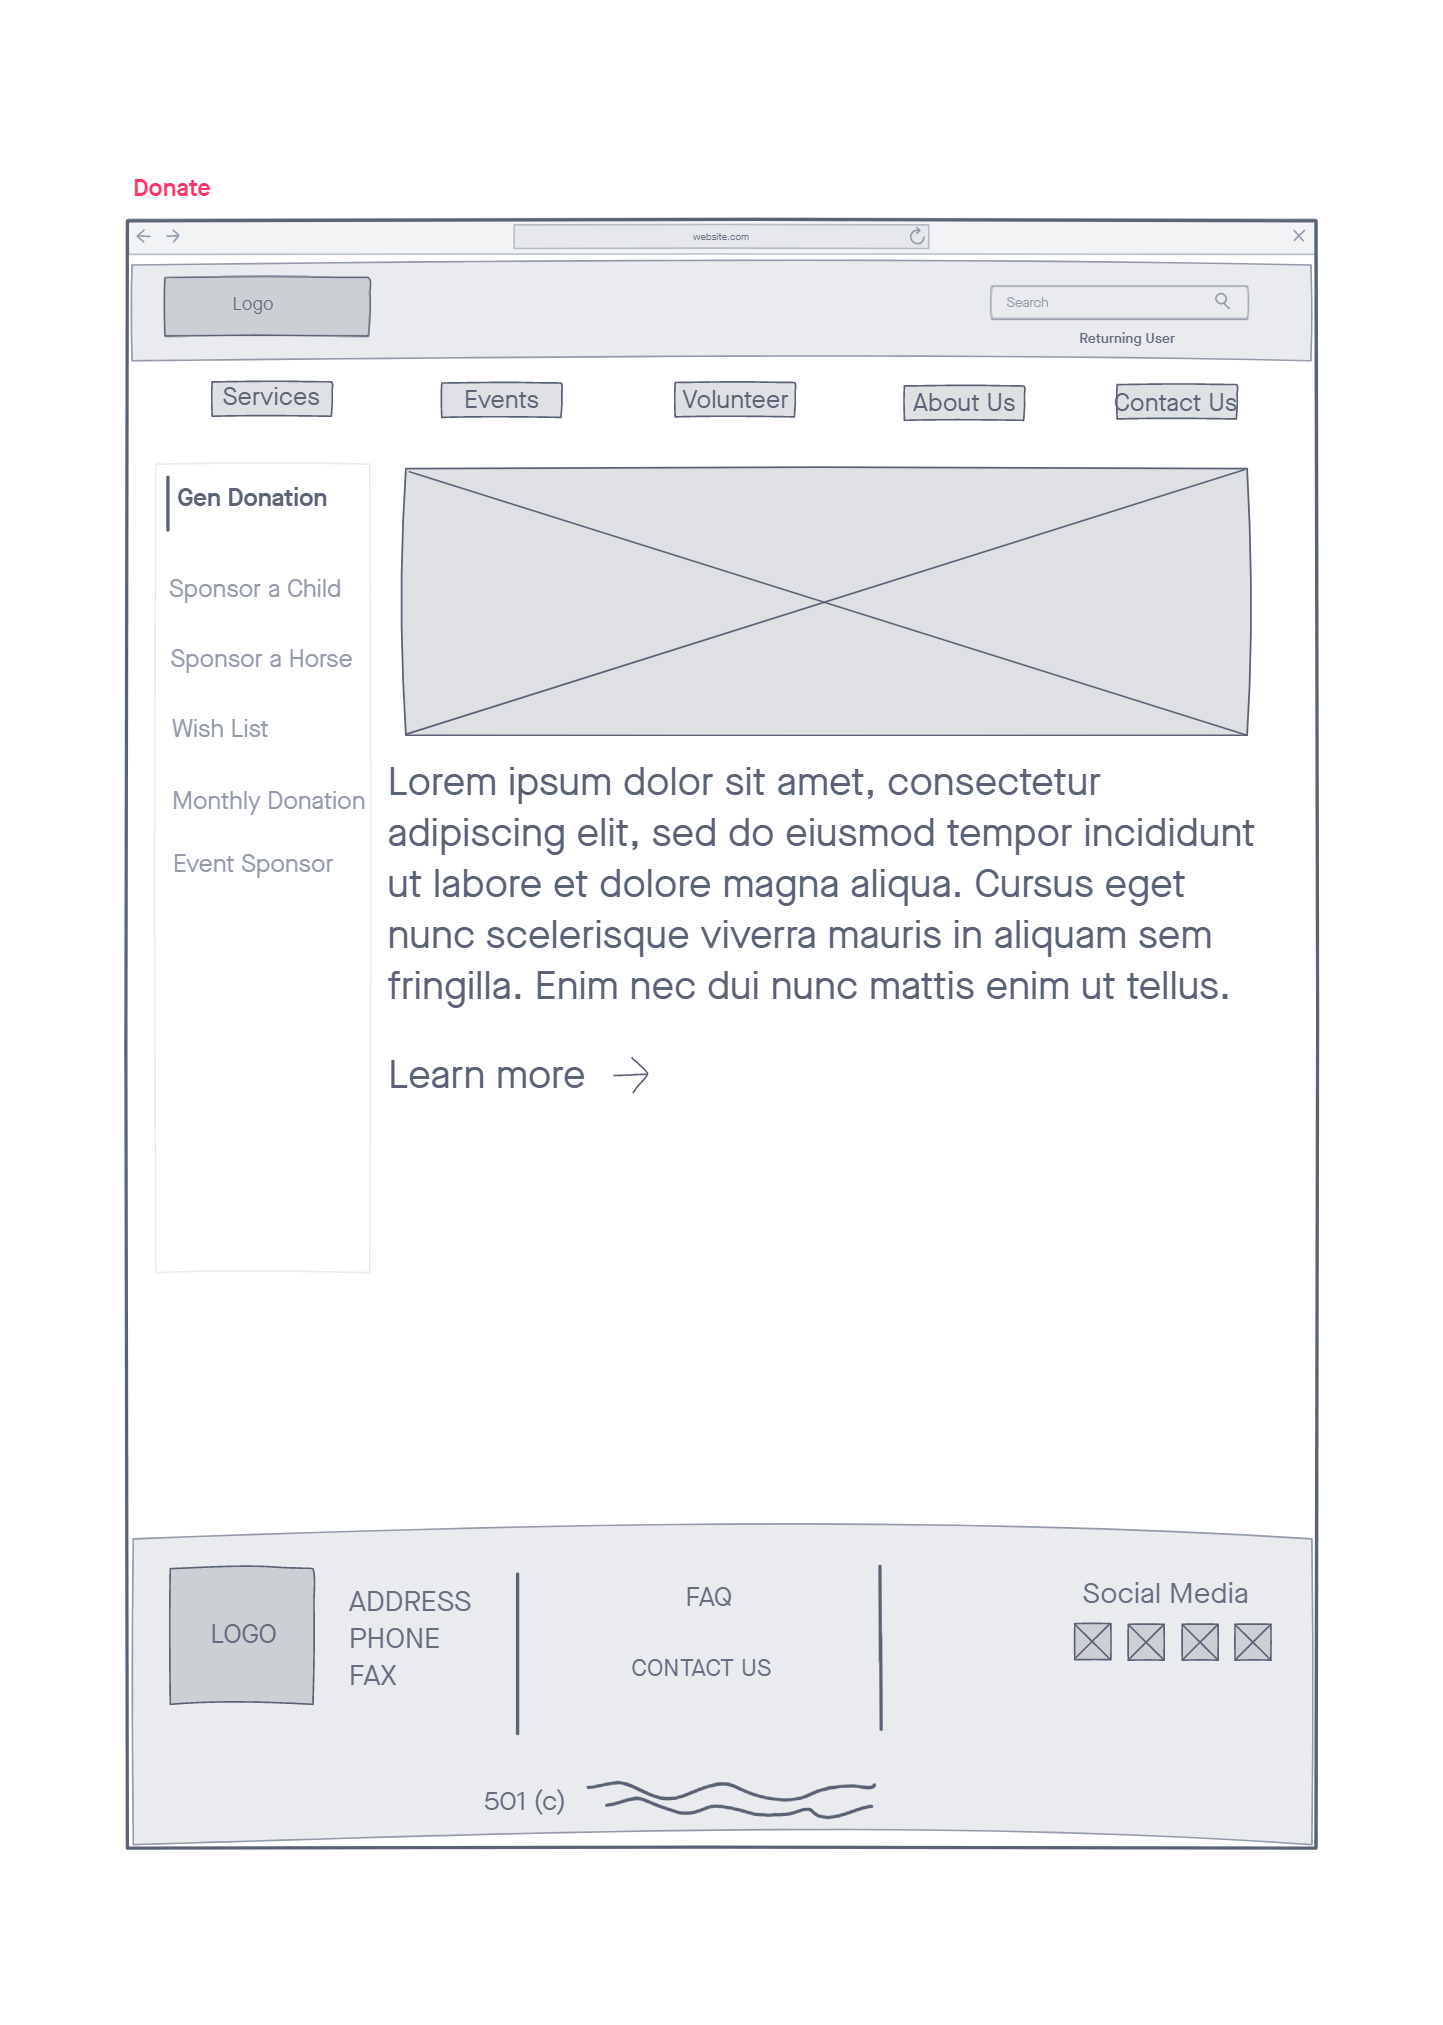 Donate
website.com
Logo
Search
Returning User
Services
Events
Volunteer
About Us
Contact Us
Gen Donation
Sponsor a Child
Sponsor a Horse
Wish List
Monthly Donation
Event Sponsor
Lorem ipsum dolor sit amet, consectetur
adipiscing elit, sed do eiusmod tempor incididunt
ut labore et dolore magna aliqua. Cursus eget
nunc scelerisque viverra mauris in aliquam sem
fringilla. Enim nec dui nunc mattis enim ut tellus.
Learn more
LOGO
ADDRESS
PHONE
FAX
FAQ
CONTACT US
Social Media
501 (c)